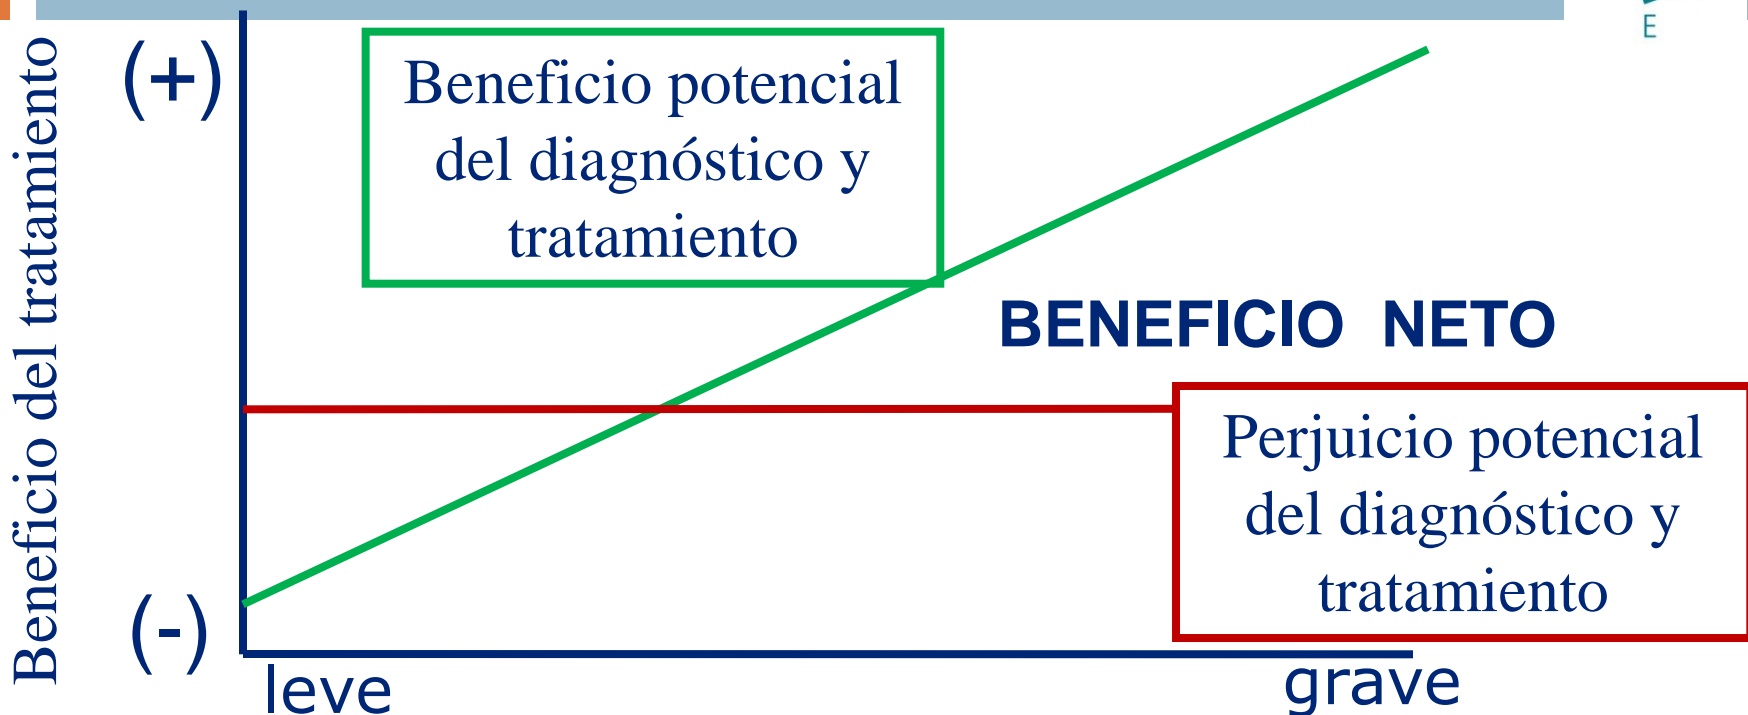 E
Beneficio del tratamiento
(+)
Beneficio potencial
del diagnóstico y
tratamiento
BENEFICIO NETO
Perjuicio potencial
del diagnóstico y
tratamiento
(-)
leve
grave